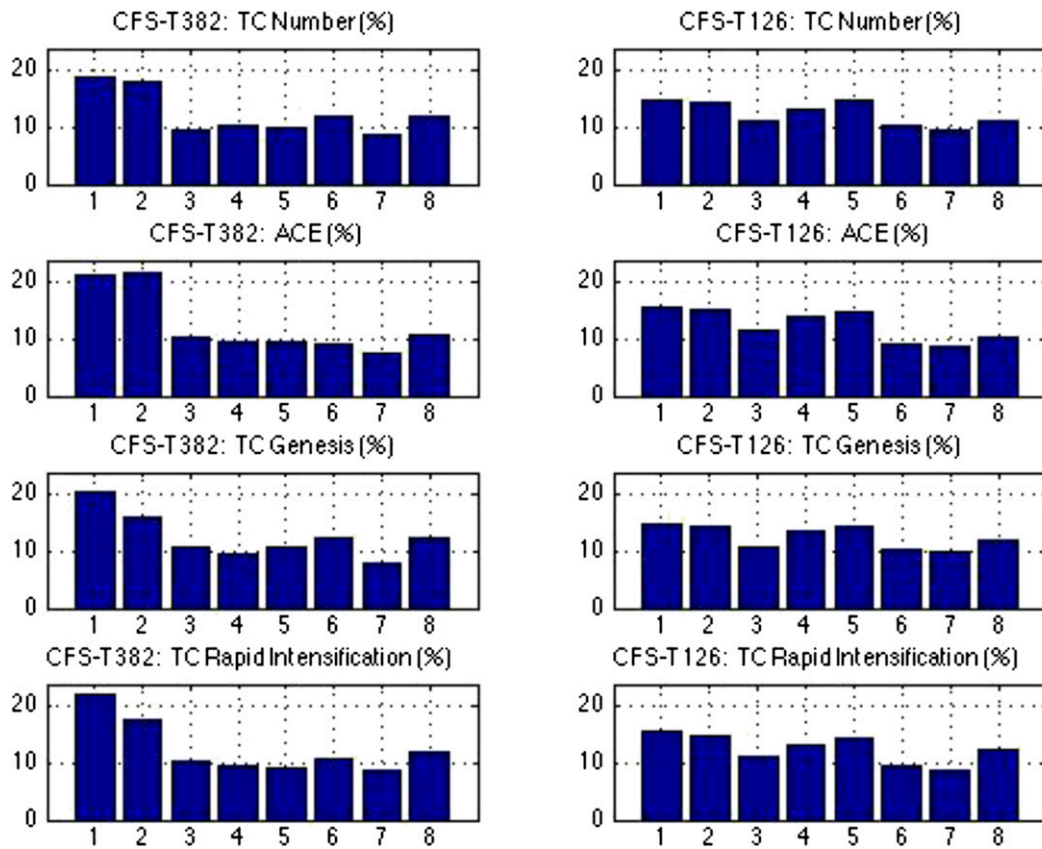 CFS-T382: TC Number (%)
CFS-T126: TC Number (%)
20
10
0
1 2 3 4 5 6 7 8
20
10
0
1 2 3 4 5 6 7 8
CFS-T382: ACE (%)
CFS-T126: ACE (%)
20
10
0
1 2 3 4 5 6 7 8
20
10
0
1 2 3 4 5 6 7 8
CFS-T382: TC Genesis (%)
CFS-T126: TC Genesis (%)
20
10
0
1 2 3 4 5 6 7 8
20
10
0
1 2 3 4 5 6 7 8
CFS-T382: TC Rapid Intensification (%)
CFS-T126: TC Rapid Intensification (%)
20
10
0
1 2 3 4 5 6 7 8
20
10
0
1 2 3 4 5 6 7 8